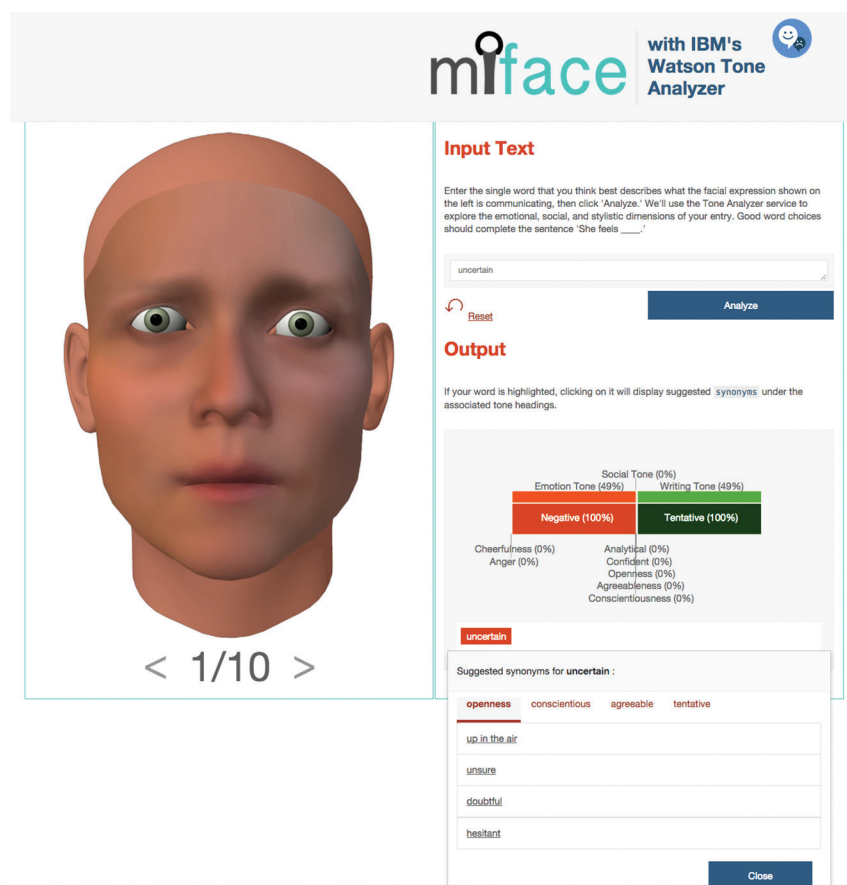 miface
with IBM's
Watson Tone
Analyzer
Input Text
Enter the single word that you think best describes what the facial expression shown on
the left is communicating, then click 'Analyze.' We'll use the Tone Analyzer service to
explore the emotional, social, and stylistic dimensions of your entry. Good word choices
should complete the sentence 'She feels ____.'
uncertain
Reset
Analyze
Output
If your word is highlighted, clicking on it will display suggested synonyms under the
associated tone headings.
Social Tone (0%)
Emotion Tone (49%) Writing Tone (49%)
Negative (100%) Tentative (100%)
Cheerfulness (0%) Analytical (0%)
Anger (0%) Confident (0%)
Openness (0%)
Agreeableness (0%)
Conscientiousness (0%)
uncertain
< 1/10 >
Suggested synonyms for uncertain :
openness conscientious agreeable tentative
up in the air
unsure
doubtful
hesitant
Close